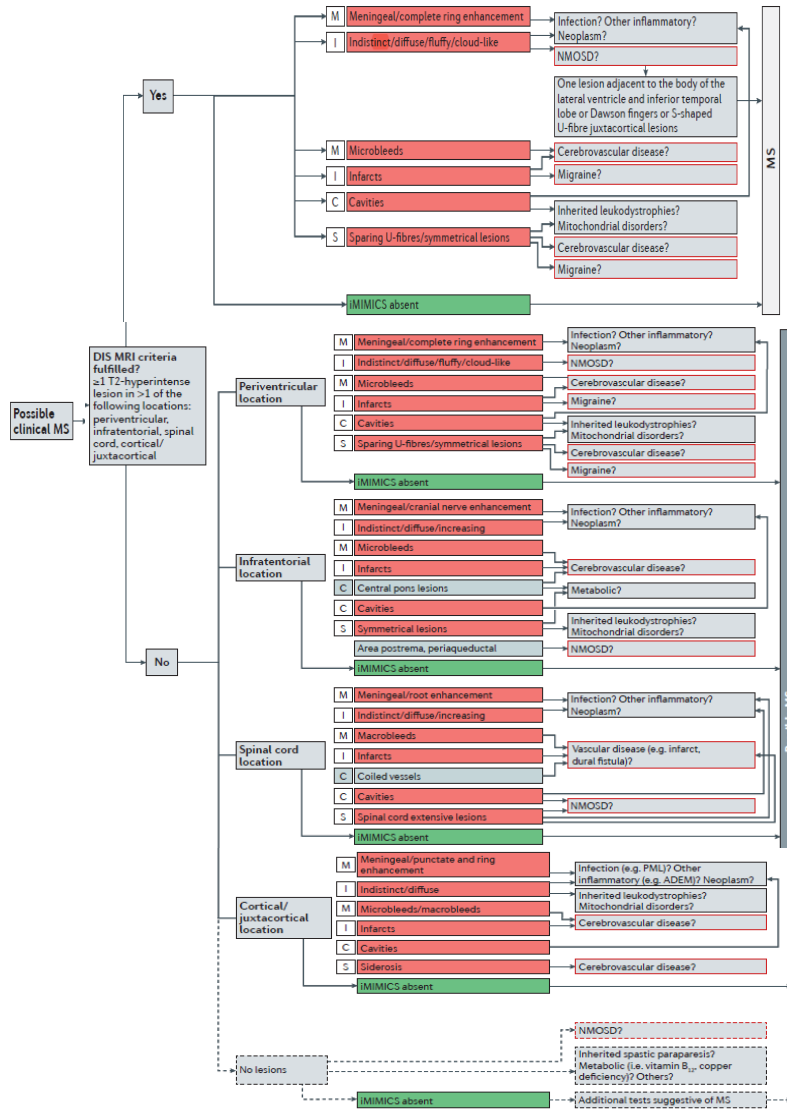 M
Meningeal/complete ring enhancement
Infection? Other inflammatory?
Neoplasm?
I
Indistinct/diffuse/fluffy/cloud-like
NMOSD?
Yes
One lesion adjacent to the body of the
lateral ventricle and inferior temporal
lobe or Dawson fingers or S-shaped
U-fibre juxtacortical lesions
MS
M
Microbleeds
Cerebrovascular disease?
I
Infarcts
Migraine?
C
Cavities
Inherited leukodystrophies?
Mitochondrial disorders?
S
Sparing U-fibres/symmetrical lesions
Cerebrovascular disease?
Migraine?
iMIMICS absent
Possible
clinical MS
DIS MRI criteria
fulfilled?
≥1 T2-hyperintense
lesion in >1 of the
following locations:
periventricular,
infratentorial, spinal
cord, cortical/
juxtacortical
No
Periventricular
location
M
Meningeal/complete ring enhancement
Infection? Other inflammatory?
Neoplasm?
I
Indistinct/diffuse/fluffy/cloud-like
NMOSD?
M
Microbleeds
Cerebrovascular disease?
I
Infarcts
Migraine?
C
Cavities
Inherited leukodystrophies?
Mitochondrial disorders?
S
Sparing U-fibres/symmetrical lesions
Cerebrovascular disease?
Migraine?
iMIMICS absent
Infratentorial
location
M
Meningeal/cranial nerve enhancement
Infection? Other inflammatory?
Neoplasm?
I
Indistinct/diffuse/increasing
M
Microbleeds
I
Infarcts
Cerebrovascular disease?
C
Central pons lesions
Metabolic?
C
Cavities
S
Symmetrical lesions
Inherited leukodystrophies?
Mitochondrial disorders?
Area postrema, periaqueductal
NMOSD?
iMIMICS absent
Spinal cord
location
M
Meningeal/root enhancement
Infection? Other inflammatory?
Neoplasm?
I
Indistinct/diffuse/increasing
M
Macrobleeds
I
Infarcts
Vascular disease (e.g. infarct,
dural fistula)?
C
Coiled vessels
C
Cavities
NMOSD?
S
Spinal cord extensive lesions
iMIMICS absent
Cortical/
juxtacortical
location
M
Meningeal/punctate and ring
enhancement
Infection (e.g. PML)? Other
inflammatory (e.g. ADEM)? Neoplasm?
I
Indistinct/diffuse
Inherited leukodystrophies?
Mitochondrial disorders?
M
Microbleeds/macrobleeds
Cerebrovascular disease?
I
Infarcts
C
Cavities
S
Siderosis
Cerebrovascular disease?
iMIMICS absent
No lesions
NMOSD?
Inherited spastic paraparesis?
Metabolic (i.e. vitamin B12, copper
deficiency)? Others?
iMIMICS absent
Additional tests suggestive of MS